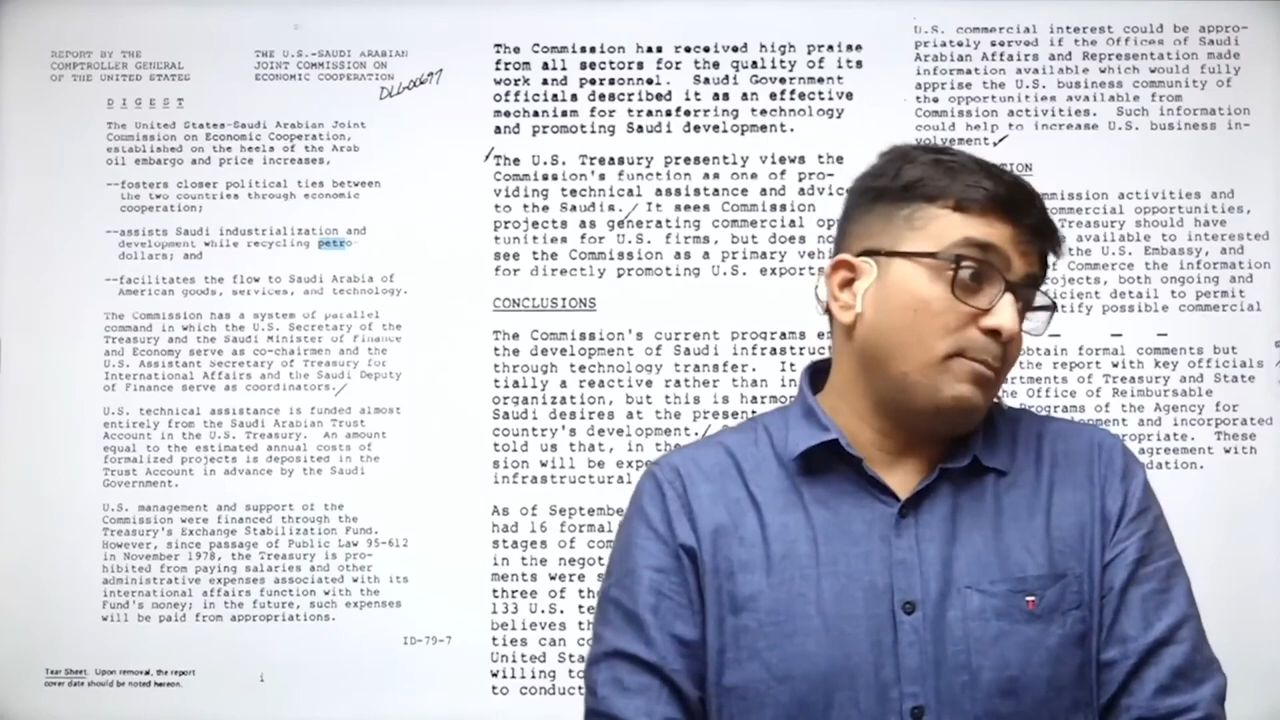 REPORT BY THE
COMPTROLLER GENERAL
OF THE UNITED STATES
THE U.S.-SAUDI ARABIAN
JOINT COMMISSION ON
ECONOMIC COOPERATION
DLG00697
D I G E S T
The United States-Saudi Arabian Joint
Commission on Economic Cooperation,
established on the heels of the Arab
oil embargo and price increases,
--fosters closer political ties between
the two countries through economic
cooperation;
--assists Saudi industrialization and
development while recycling petro-
dollars; and
--facilitates the flow to Saudi Arabia of
American goods, services, and technology.
The Commission has a system of parallel
command in which the U.S. Secretary of the
Treasury and the Saudi Minister of Finance
and Economy serve as co-chairmen and the
U.S. Assistant Secretary of Treasury for
International Affairs and the Saudi Deputy
of Finance serve as coordinators.
U.S. technical assistance is funded almost
entirely from the Saudi Arabian Trust
Account in the U.S. Treasury. An amount
equal to the estimated annual costs of
formalized projects is deposited in the
Trust Account in advance by the Saudi
Government.
U.S. management and support of the
Commission were financed through the
Treasury's Exchange Stabilization Fund.
However, since passage of Public Law 95-612
in November 1978, the Treasury is pro-
hibited from paying salaries and other
administrative expenses associated with its
international affairs function with the
Fund's money; in the future, such expenses
will be paid from appropriations.
ID-79-7
Tear Sheet. Upon removal, the report
cover date should be noted hereon.
i
The Commission has received high praise
from all sectors for the quality of its
work and personnel. Saudi Government
officials described it as an effective
mechanism for transferring technology
and promoting Saudi development.
The U.S. Treasury presently views the
Commission's function as one of pro-
viding technical assistance and advice
to the Saudis. It sees Commission
projects as generating commercial op
tunities for U.S. firms, but does no
see the Commission as a primary vehi
for directly promoting U.S. exports
CONCLUSIONS
The Commission's current programs e
the development of Saudi infrastruc
through technology transfer. It
tially a reactive rather than in
organization, but this is harmon
Saudi desires at the present
country's development.
told us that, in the
sion will be expe
infrastructural
As of September
had 16 formal
stages of com
in the negot
ments were s
three of th
133 U.S. te
believes th
ties can co
United Sta
willing to
to conduct
U.S. commercial interest could be appro-
priately served if the Offices of Saudi
Arabian Affairs and Representation made
information available which would fully
apprise the U.S. business community of
the opportunities available from
Commission activities. Such information
could help to increase U.S. business in-
volvement.
ION
mmission activities and
ommercial opportunities,
Treasury should have
available to interested
the U.S. Embassy, and
f Commerce the information
rojects, both ongoing and
icient detail to permit
tify possible commercial
obtain formal comments but
the report with key officials
rtments of Treasury and State
he Office of Reimbursable
Programs of the Agency for
lopment and incorporated
ropriate. These
agreement with
dation.